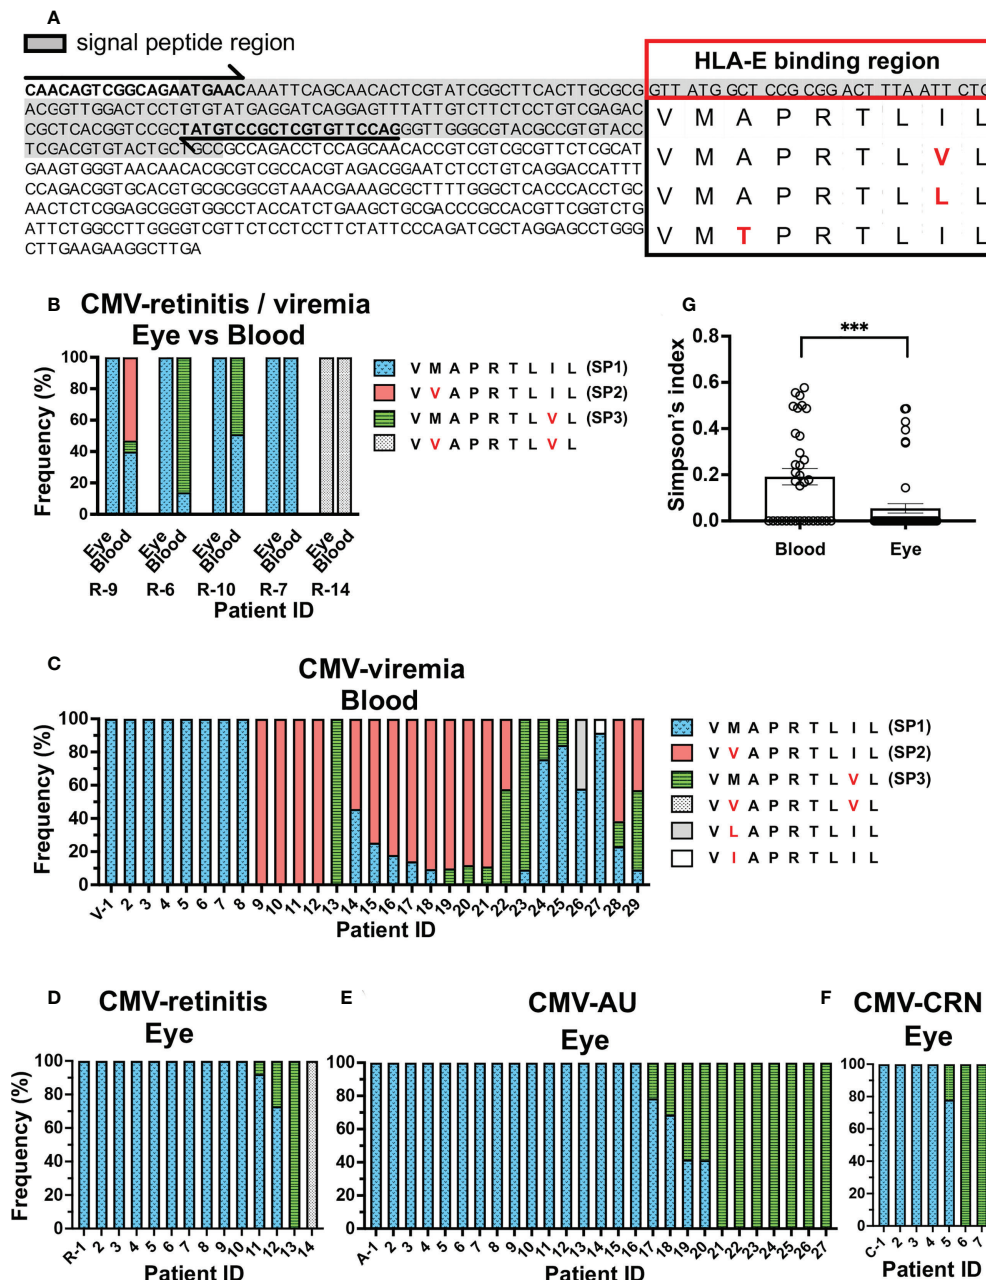 A
signal peptide region
HLA-E binding region
CAACAGTCGGCAGAATGAACAAATTCAGCAACACTCGTATCGGCTTCACTTGCGCG GTT ATG GCT CCG CGG ACT TTA ATT CTC
ACGGTTGGACTCCTGTGTATGAGGATCAGGAGTTTATTGTCTTCTCCTGTCGAGAC
CGCTCACGGTCCGCTATGTCCGCTCGTGTTCCAGGGTTGGGCGTACGCCGTGTACC
TCGACGTGTACTGCTGCCGCCAGACCTCCAGCAACACCGTCGTCGCGTTCTCGCAT
GAAGTGGGTAACAACACGCGTCGCCACGTAGACGGAATCTCCTGTCAGGACCATTT
CCAGACGGTGCACGTGCGCGGCGTAAACGAAAGCGCTTTTGGGCTCACCCACCTGC
AACTCTCGGAGCGGGTGGCCTACCATCTGAAGCTGCGACCCGCCACGTTCGGTCTG
ATTCTGGCCTTGGGGTCGTTCTCCTCCTTCTATTCCCAGATCGCTAGGAGCCTGGG
CTTGAAGAAGGCTTGA
V M A P R T L I L
V M A P R T L V L
V M A P R T L L L
V M T P R T L I L
B
CMV-retinitis / viremia
Eye vs Blood
Frequency (%)
100
80
60
40
20
0
Eye Blood Eye Blood Eye Blood Eye Blood Eye Blood
R-9 R-6 R-10 R-7 R-14
Patient ID
V M A P R T L I L (SP1)
V V A P R T L I L (SP2)
V M A P R T L V L (SP3)
V V A P R T L V L
G
Simpson's index
0.8
0.6
0.4
0.2
0.0
***
Blood Eye
C
CMV-viremia
Blood
Frequency (%)
100
80
60
40
20
0
V-1 2 3 4 5 6 7 8 9 10 11 12 13 14 15 16 17 18 19 20 21 22 23 24 25 26 27 28 29
Patient ID
V M A P R T L I L (SP1)
V V A P R T L I L (SP2)
V M A P R T L V L (SP3)
V V A P R T L V L
V L A P R T L I L
V I A P R T L I L
D
CMV-retinitis
Eye
Frequency (%)
100
80
60
40
20
0
R-1 2 3 4 5 6 7 8 9 10 11 12 13 14
Patient ID
E
CMV-AU
Eye
100
80
60
40
20
0
A-1 2 3 4 5 6 7 8 9 10 11 12 13 14 15 16 17 18 19 20 21 22 23 24 25 26 27
Patient ID
F
CMV-CRN
Eye
100
80
60
40
20
0
C-1 2 3 4 5 6 7
Patient ID